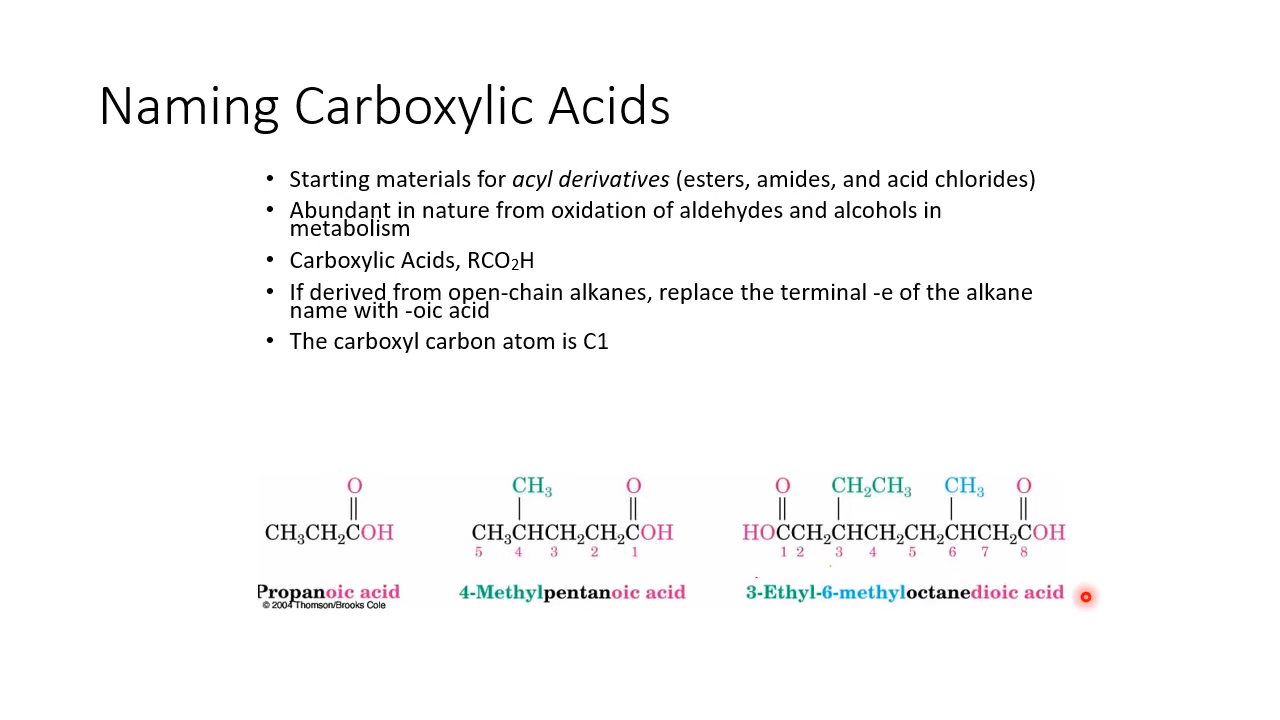 Naming Carboxylic Acids
• Starting materials for acyl derivatives (esters, amides, and acid chlorides)
• Abundant in nature from oxidation of aldehydes and alcohols in
metabolism
• Carboxylic Acids, RCO₂H
• If derived from open-chain alkanes, replace the terminal -e of the alkane
name with -oic acid
• The carboxyl carbon atom is C1
O
CH₃CH₂COH
Propanoic acid
© 2004 Thomson/Brooks Cole
CH₃ O
CH₃CHCH₂CH₂COH
5 4 3 2 1
4-Methylpentanoic acid
O CH₂CH₃ CH₃ O
HOCCH₂CHCH₂CH₂CHCH₂COH
1 2 3 4 5 6 7 8
3-Ethyl-6-methyloctanedioic acid